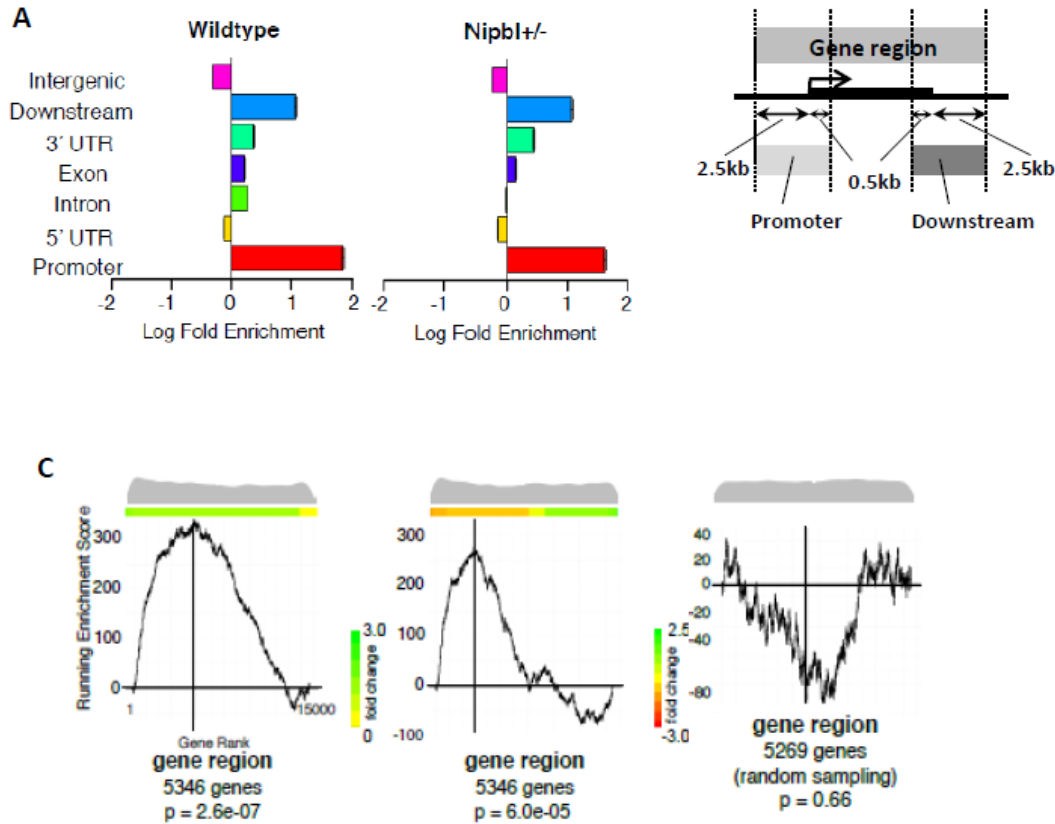 A
Wildtype
Nipbl+/-
Gene region
Intergenic
Downstream
3' UTR
Exon
Intron
5' UTR
Promoter
-2 -1 0 1 2
Log Fold Enrichment
-2 -1 0 1 2
Log Fold Enrichment
2.5kb
0.5kb
2.5kb
Promoter
Downstream
C
Running Enrichment Score
300
200
100
0
1
15000
Gene Rank
gene region
5346 genes
p = 2.6e-07
3.0
fold change
0
300
200
100
0
-100
gene region
5346 genes
p = 6.0e-05
2.5
fold change
-3.0
40
20
0
-20
-40
-80
gene region
5269 genes
(random sampling)
p = 0.66